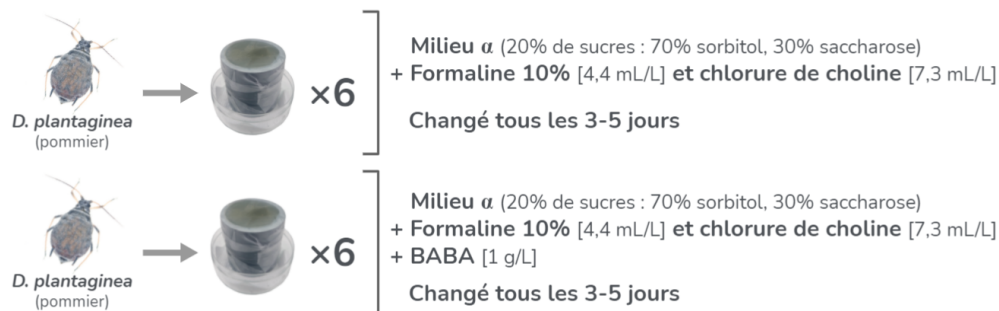 D. plantaginea
(pommier)
×6
Milieu α (20% de sucres : 70% sorbitol, 30% saccharose)
+ Formaline 10% [4,4 mL/L] et chlorure de choline [7,3 mL/L]
Changé tous les 3-5 jours
D. plantaginea
(pommier)
×6
Milieu α (20% de sucres : 70% sorbitol, 30% saccharose)
+ Formaline 10% [4,4 mL/L] et chlorure de choline [7,3 mL/L]
+ BABA [1 g/L]
Changé tous les 3-5 jours